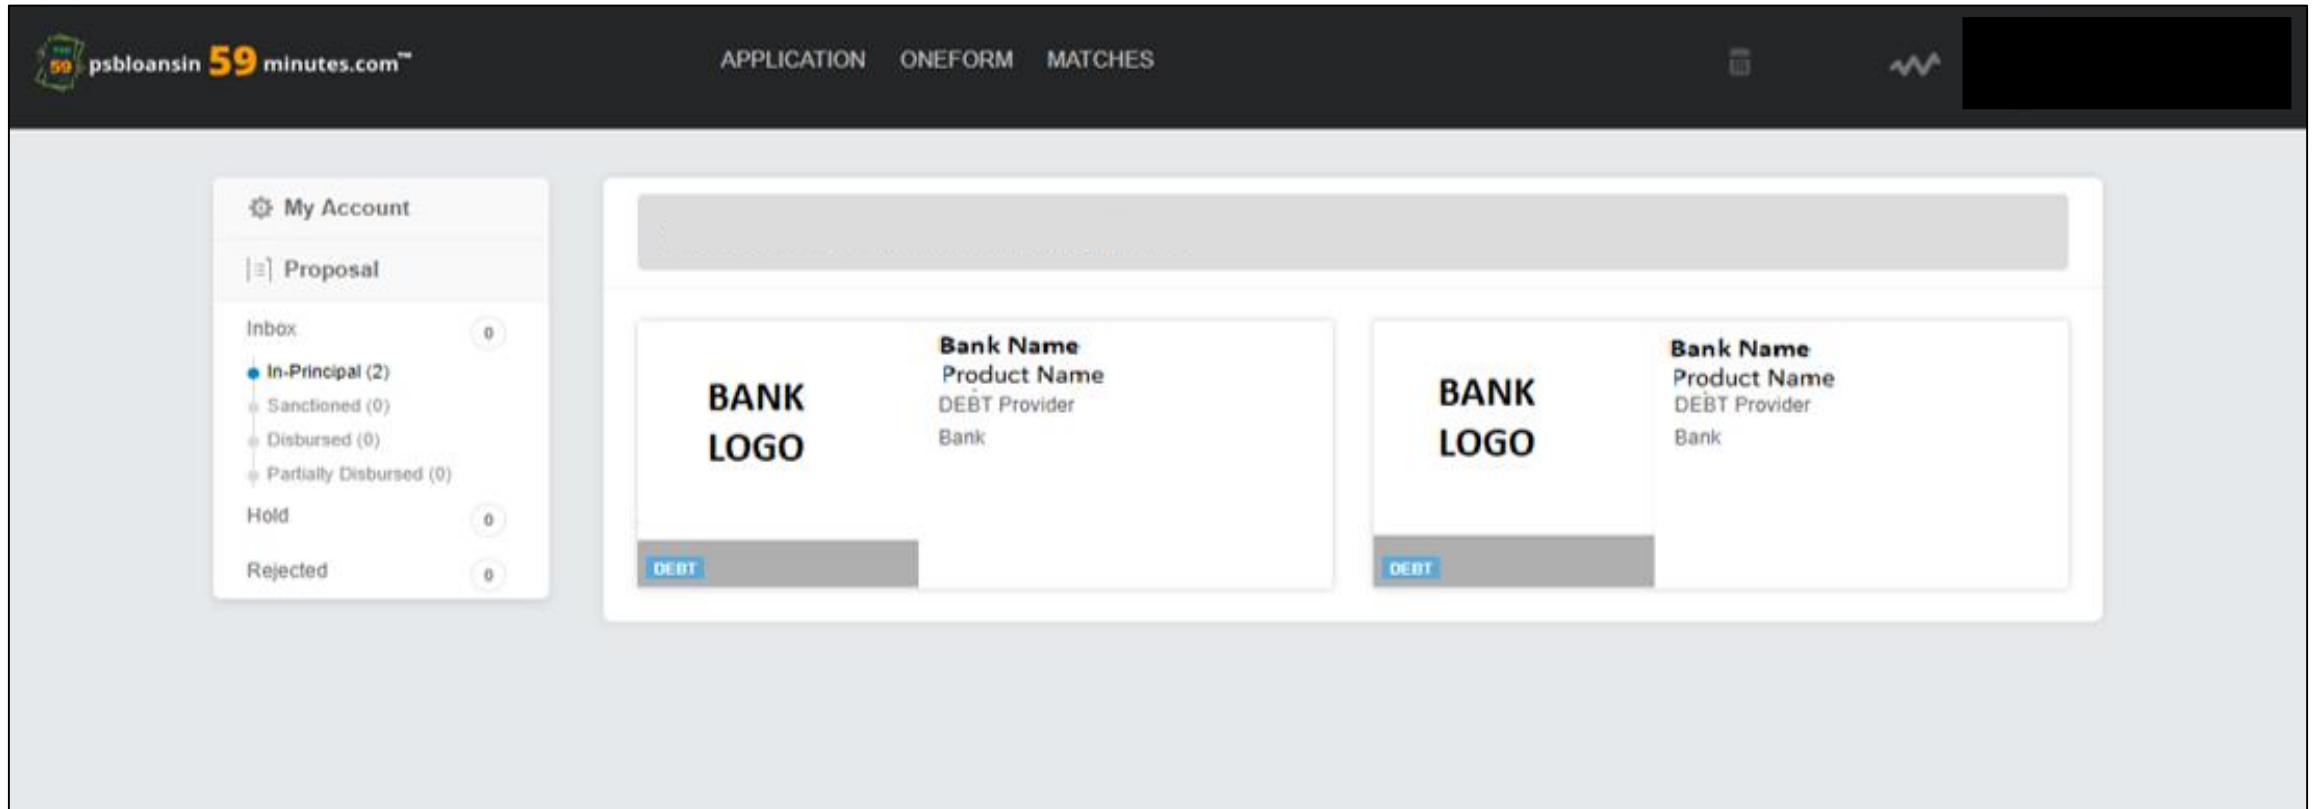 psbloansin 59 minutes.com™
APPLICATION ONEFORM MATCHES
My Account
Proposal
Inbox 0
In-Principal (2)
Sanctioned (0)
Disbursed (0)
Partially Disbursed (0)
Hold 0
Rejected 0
BANK
LOGO
Bank Name
Product Name
DEBT Provider
Bank
DEBT
BANK
LOGO
Bank Name
Product Name
DEBT Provider
Bank
DEBT